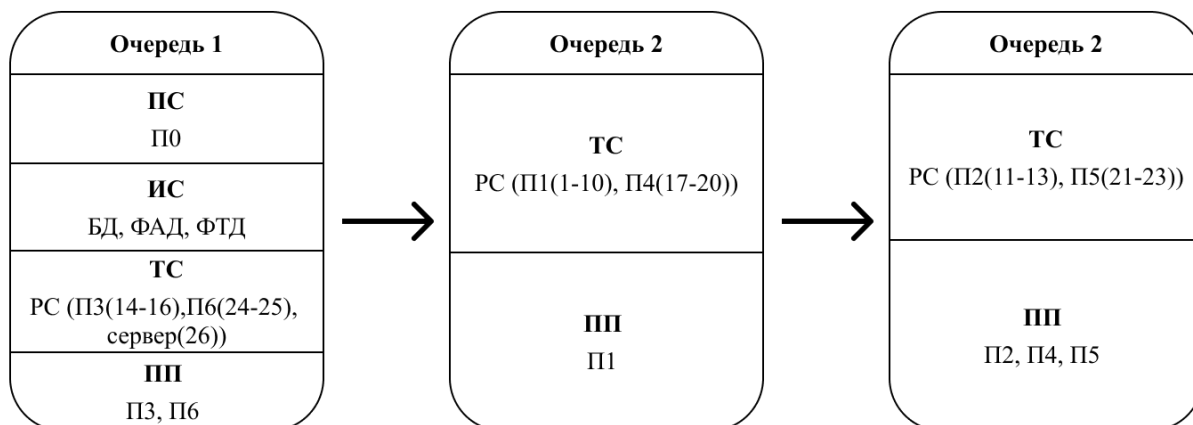 Очередь 1
ПС
П0
ИС
БД, ФАД, ФТД
ТС
РС (П3(14-16),П6(24-25),
сервер(26))
ПП
П3, П6
Очередь 2
ТС
РС (П1(1-10), П4(17-20))
ПП
П1
Очередь 2
ТС
РС (П2(11-13), П5(21-23))
ПП
П2, П4, П5